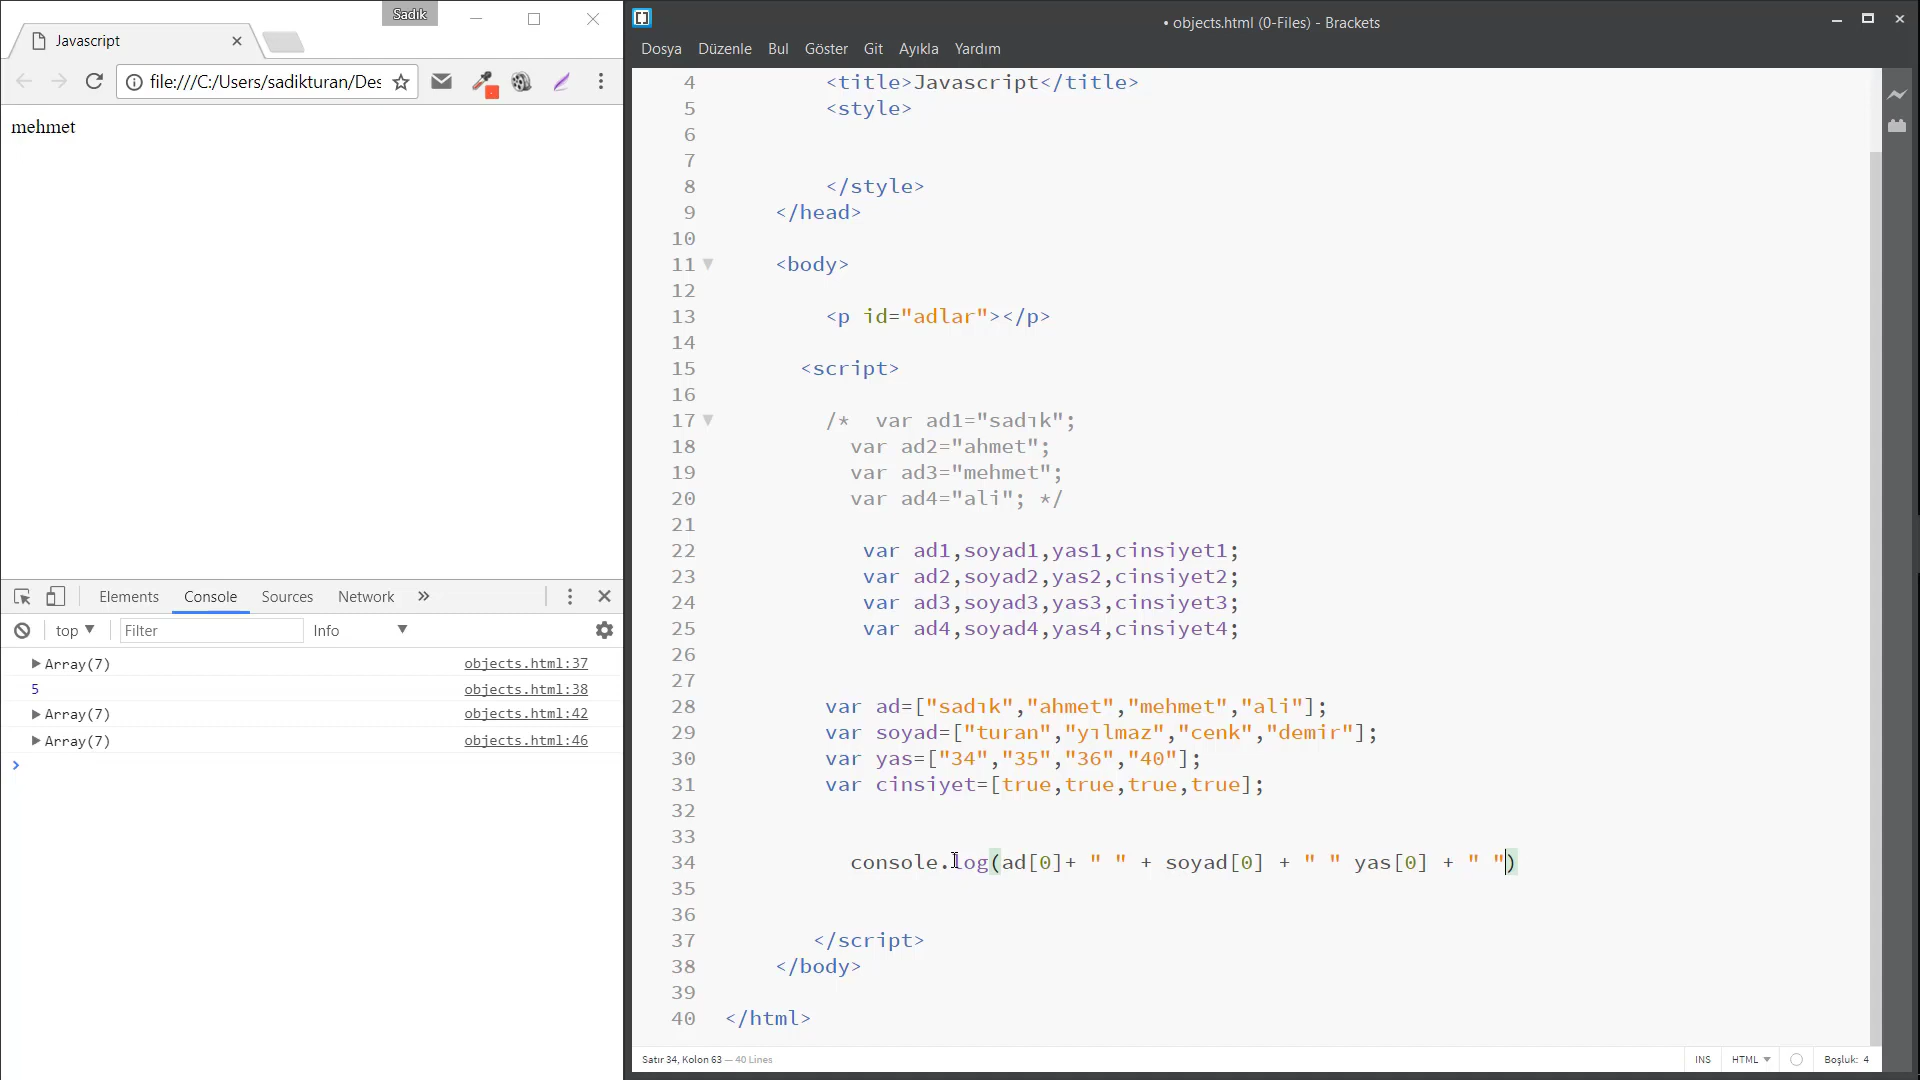 Sadik
Javascript
file:///C:/Users/sadikturan/Des
mehmet
Elements Console Sources Network »
top Filter Info
Array(7) objects.html:37
5 objects.html:38
Array(7) objects.html:42
Array(7) objects.html:46
• objects.html (0-Files) - Brackets
Dosya Düzenle Bul Göster Git Ayıkla Yardım
4 <title>Javascript</title>
5 <style>
6
7
8 </style>
9 </head>
10
11 <body>
12
13 <p id="adlar"></p>
14
15 <script>
16
17 /* var ad1="sadık";
18 var ad2="ahmet";
19 var ad3="mehmet";
20 var ad4="ali"; */
21
22 var ad1,soyad1,yas1,cinsiyet1;
23 var ad2,soyad2,yas2,cinsiyet2;
24 var ad3,soyad3,yas3,cinsiyet3;
25 var ad4,soyad4,yas4,cinsiyet4;
26
27
28 var ad=["sadık","ahmet","mehmet","ali"];
29 var soyad=["turan","yılmaz","cenk","demir"];
30 var yas=["34","35","36","40"];
31 var cinsiyet=[true,true,true,true];
32
33
34 console.log(ad[0]+ " " + soyad[0] + " " yas[0] + " ")
35
36
37 </script>
38 </body>
39
40 </html>
Satır 34, Kolon 63 — 40 Lines INS HTML Boşluk: 4